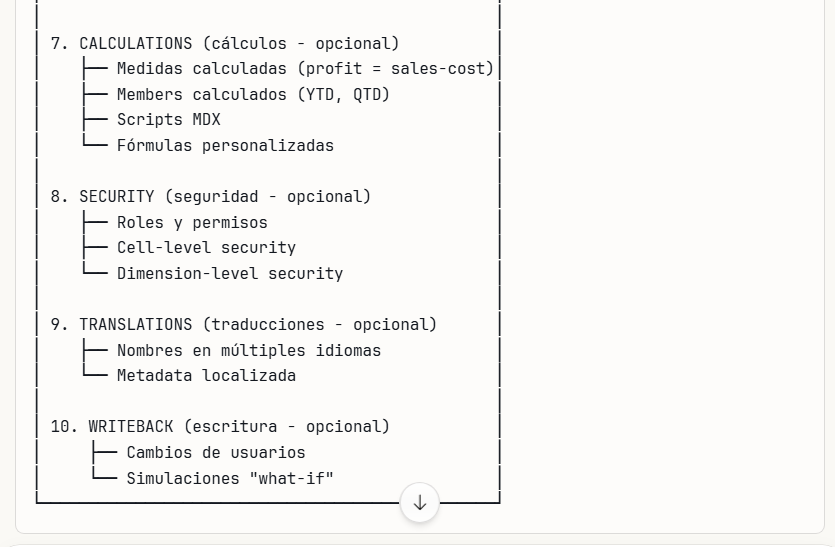 7. CALCULATIONS (cálculos - opcional)
├── Medidas calculadas (profit = sales-cost)
├── Members calculados (YTD, QTD)
├── Scripts MDX
└── Fórmulas personalizadas
8. SECURITY (seguridad - opcional)
├── Roles y permisos
├── Cell-level security
└── Dimension-level security
9. TRANSLATIONS (traducciones - opcional)
├── Nombres en múltiples idiomas
└── Metadata localizada
10. WRITEBACK (escritura - opcional)
├── Cambios de usuarios
└── Simulaciones "what-if"